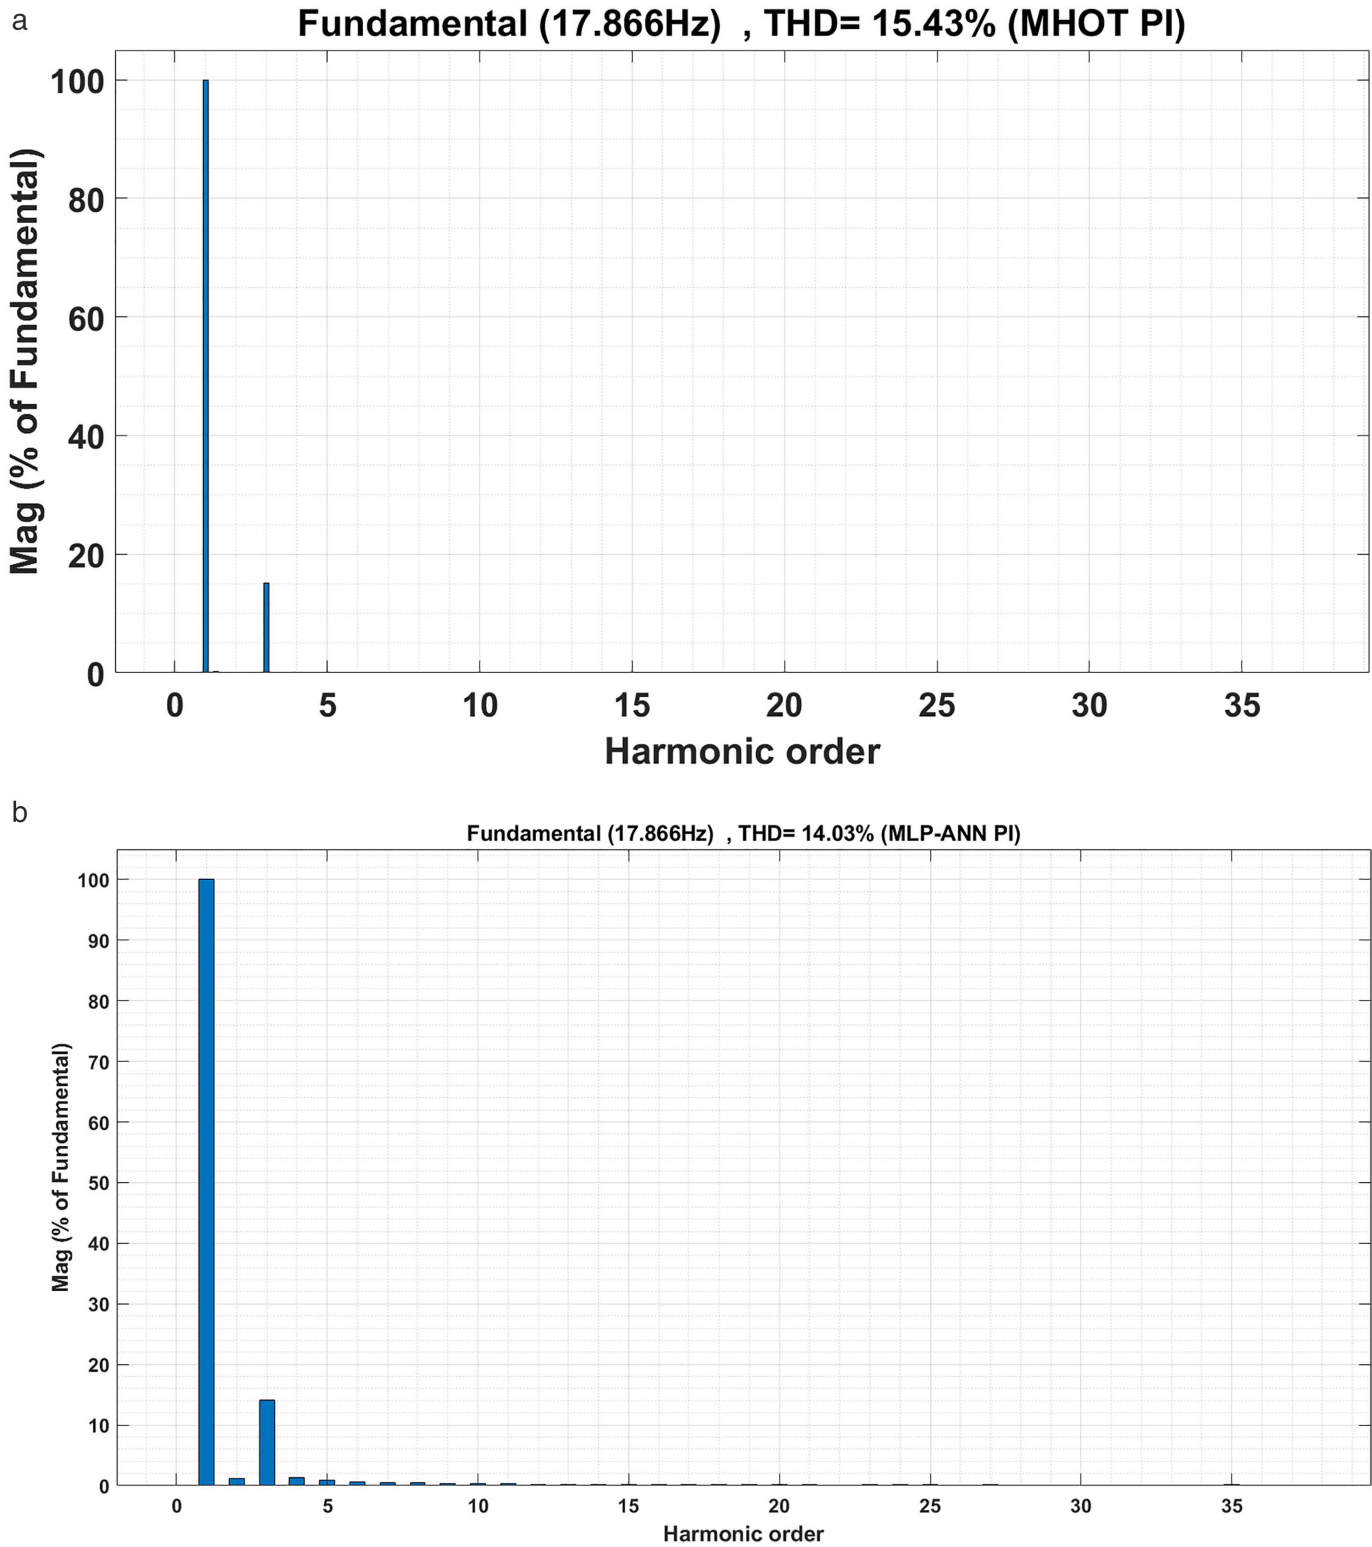 a
Fundamental (17.866Hz) , THD= 15.43% (MHOT PI)
Mag (% of Fundamental)
100
80
60
40
20
0
0 5 10 15 20 25 30 35
Harmonic order
b
Fundamental (17.866Hz) , THD= 14.03% (MLP-ANN PI)
Mag (% of Fundamental)
100
90
80
70
60
50
40
30
20
10
0
0 5 10 15 20 25 30 35
Harmonic order